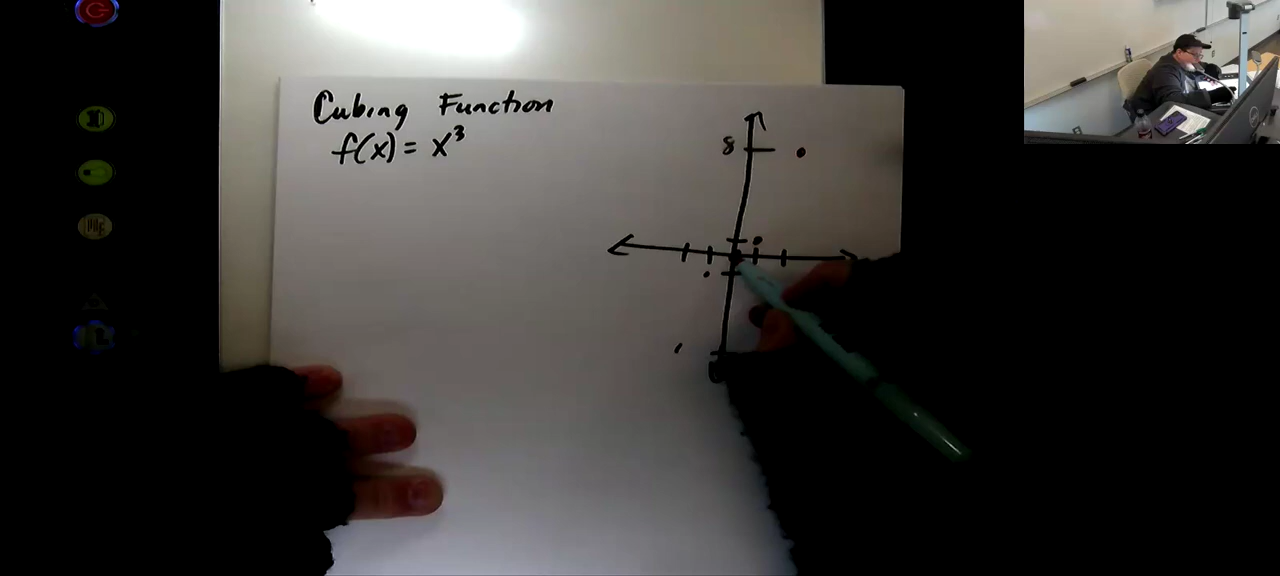 Cubing Function
f(x) = x³
8